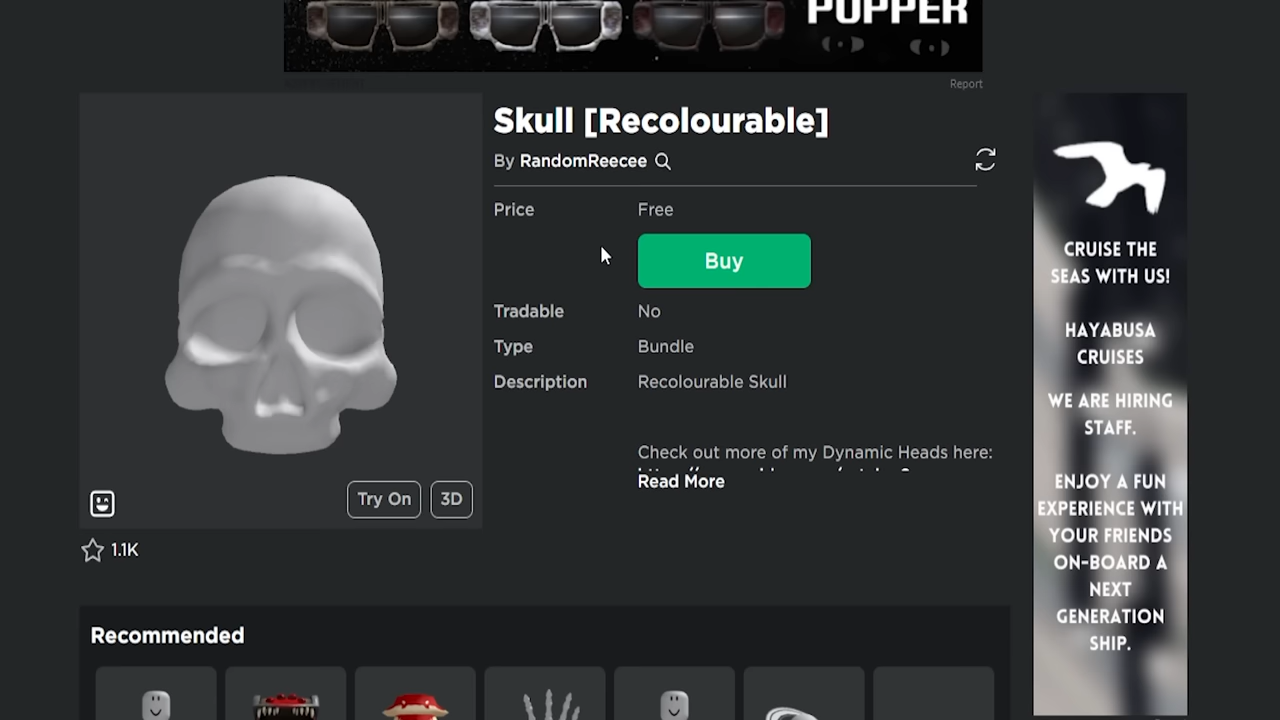 POPPER
Report
Skull [Recolourable]
By RandomReecee
Price Free
Buy
Tradable No
Type Bundle
Description Recolourable Skull
Check out more of my Dynamic Heads here:
Read More
Try On 3D
1.1K
Recommended
CRUISE THE
SEAS WITH US!
HAYABUSA
CRUISES
WE ARE HIRING
STAFF.
ENJOY A FUN
EXPERIENCE WITH
YOUR FRIENDS
ON-BOARD A
NEXT
GENERATION
SHIP.